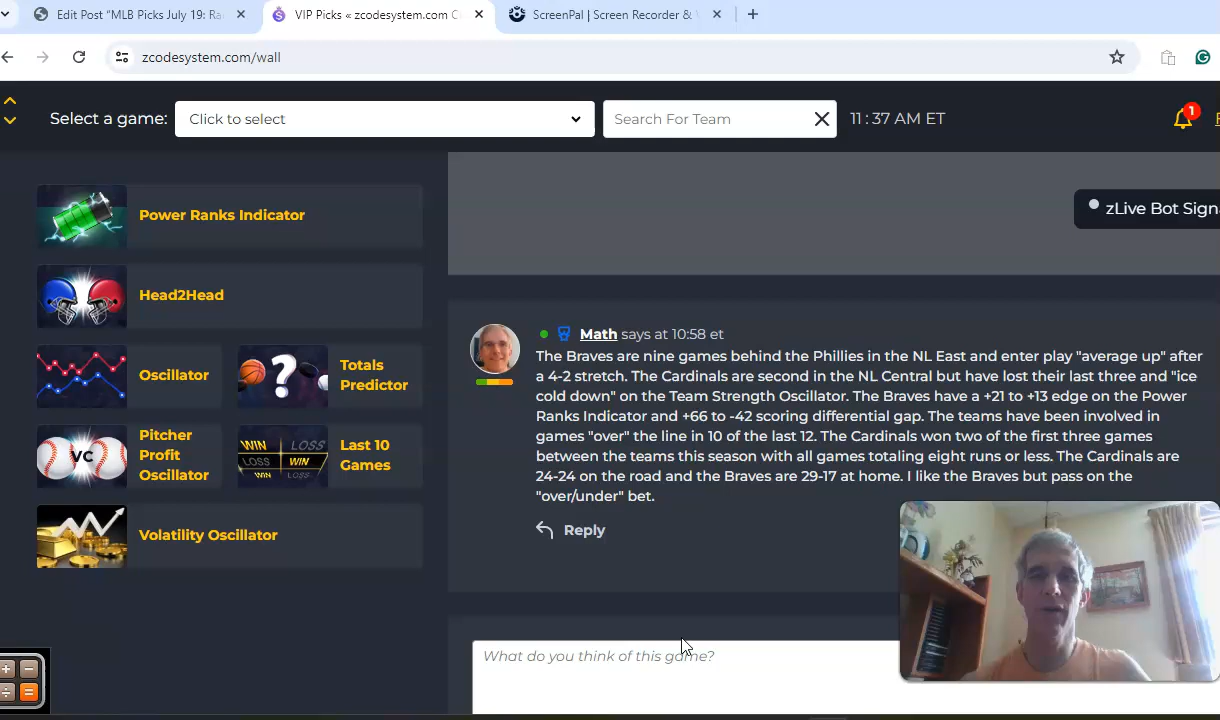 Edit Post "MLB Picks July 19: Ra
VIP Picks « zcodesystem.com C
ScreenPal | Screen Recorder &
zcodesystem.com/wall
Select a game:
Click to select
Search For Team
11 : 37 AM ET
1
Power Ranks Indicator
zLive Bot Signa
Head2Head
Oscillator
Totals
Predictor
Pitcher
Profit
Oscillator
VC
WIN LOSS
LOSS WIN
WIN LOSS
Last 10
Games
Volatility Oscillator
Math says at 10:58 et
The Braves are nine games behind the Phillies in the NL East and enter play "average up" after
a 4-2 stretch. The Cardinals are second in the NL Central but have lost their last three and "ice
cold down" on the Team Strength Oscillator. The Braves have a +21 to +13 edge on the Power
Ranks Indicator and +66 to -42 scoring differential gap. The teams have been involved in
games "over" the line in 10 of the last 12. The Cardinals won two of the first three games
between the teams this season with all games totaling eight runs or less. The Cardinals are
24-24 on the road and the Braves are 29-17 at home. I like the Braves but pass on the
"over/under" bet.
Reply
What do you think of this game?